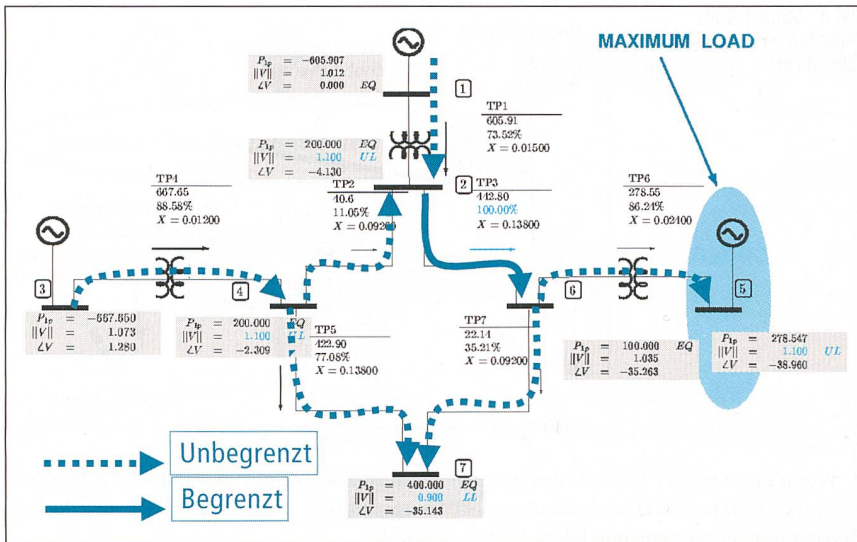 MAXIMUM LOAD
P1p = −605.907
||V|| = 1.012
∠V = 0.000 EQ
1
TP1
605.91
73.52%
X = 0.01500
P1p = 200.000 EQ
||V|| = 1.100 UL
∠V = −4.130
2
TP4
667.65
88.58%
X = 0.01200
TP2
40.6
11.05%
X = 0.09200
TP3
442.80
100.00%
X = 0.13800
TP6
278.55
86.24%
X = 0.02400
3
4
6
5
P1p = −667.650
||V|| = 1.073
∠V = 1.280
P1p = 200.000 EQ
||V|| = 1.100 UL
∠V = −2.309
TP5
422.90
77.08%
X = 0.13800
TP7
22.14
35.21%
X = 0.09200
P1p = 100.000 EQ
||V|| = 1.035
∠V = −35.263
P1p = 278.547
||V|| = 1.100 UL
∠V = −38.960
Unbegrenzt
Begrenzt
7
P1p = 400.000 EQ
||V|| = 0.900 LL
∠V = −35.143